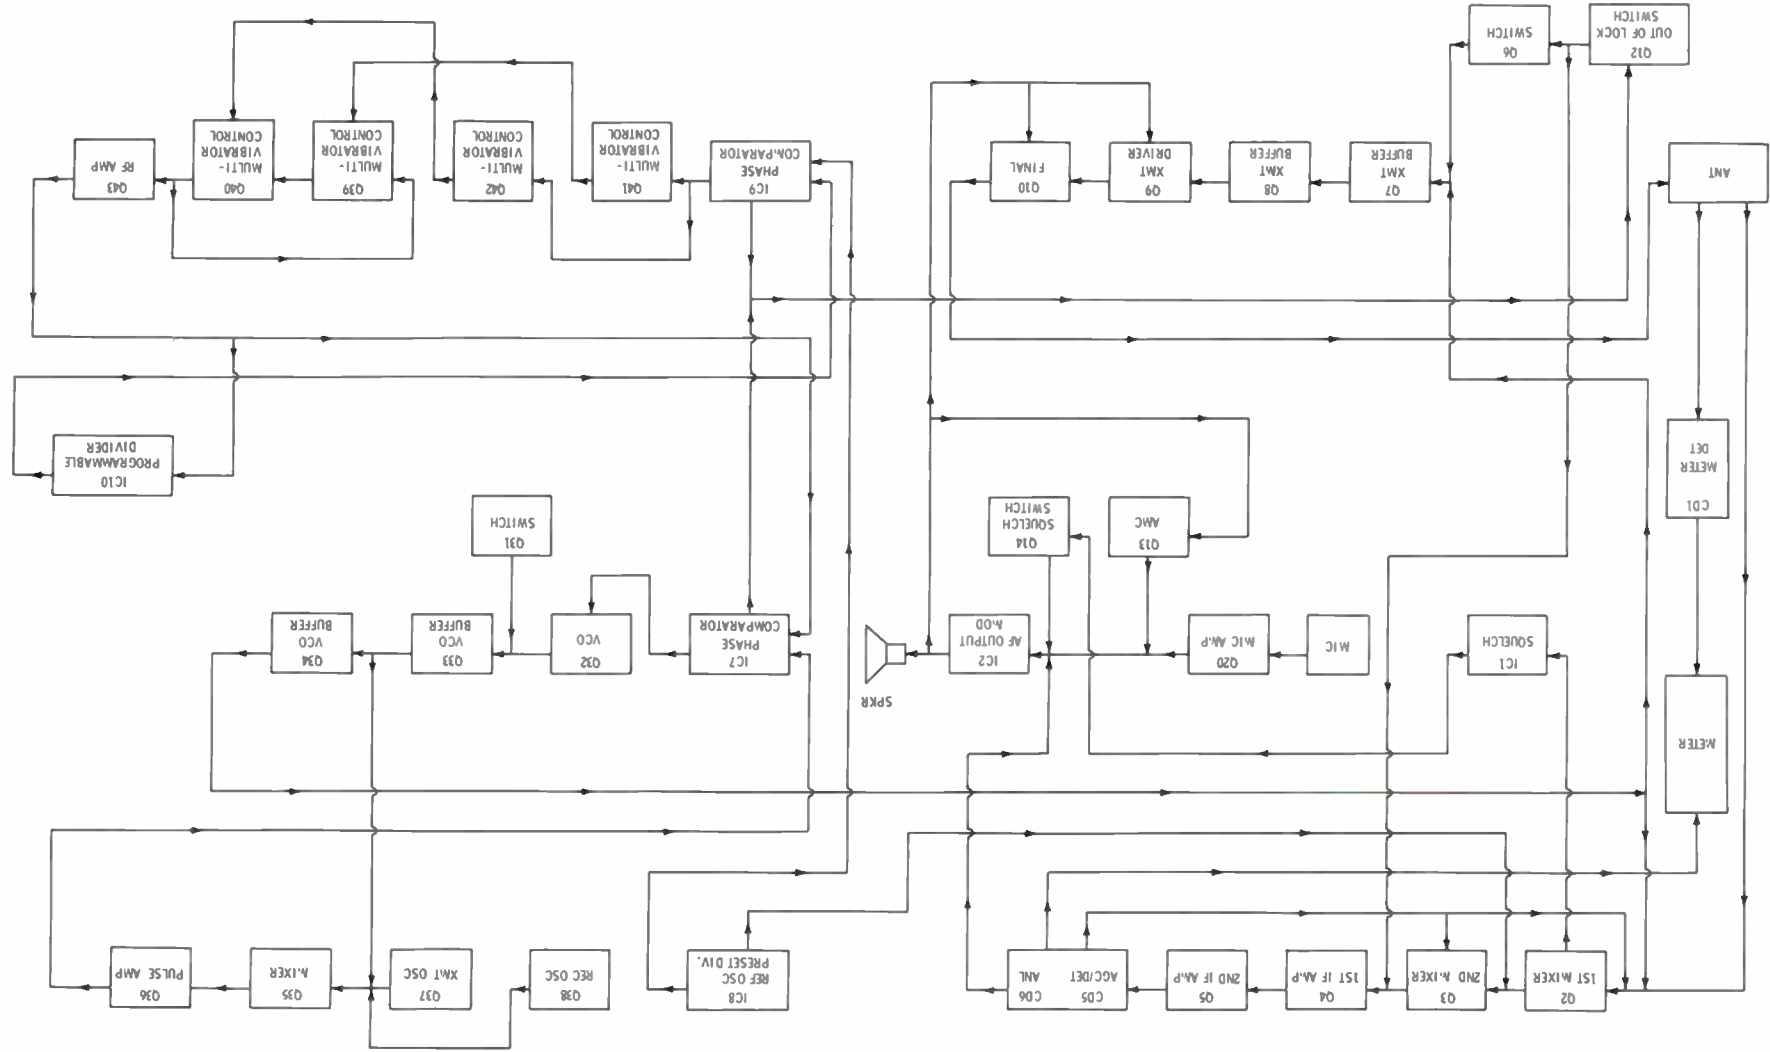 Q2
1ST MIXER
Q3
2ND MIXER
Q4
1ST IF AMP
Q5
2ND IF AMP
CD5
AGC/DET
CD6
ANL
IC8
REF OSC
PRESET DIV.
Q38
REC OSC
Q37
XMT OSC
Q35
MIXER
Q36
PULSE AMP
METER
SPKR
IC1
SQUELCH
MIC
Q20
MIC AMP
IC2
AF OUTPUT
MOD
IC7
PHASE
COMPARATOR
Q32
VCO
Q33
VCO
BUFFER
Q34
VCO
BUFFER
CD1
METER
DET
Q13
AMC
Q14
SQUELCH
SWITCH
Q31
SWITCH
IC10
PROGRAMMABLE
DIVIDER
ANT
Q7
XMT
BUFFER
Q8
XMT
BUFFER
Q9
XMT
DRIVER
Q10
FINAL
IC9
PHASE
COMPARATOR
Q41
MULTI-
VIBRATOR
CONTROL
Q42
MULTI-
VIBRATOR
CONTROL
Q39
MULTI-
VIBRATOR
CONTROL
Q40
MULTI-
VIBRATOR
CONTROL
Q43
RF AMP
Q12
OUT OF LOCK
SWITCH
Q6
SWITCH